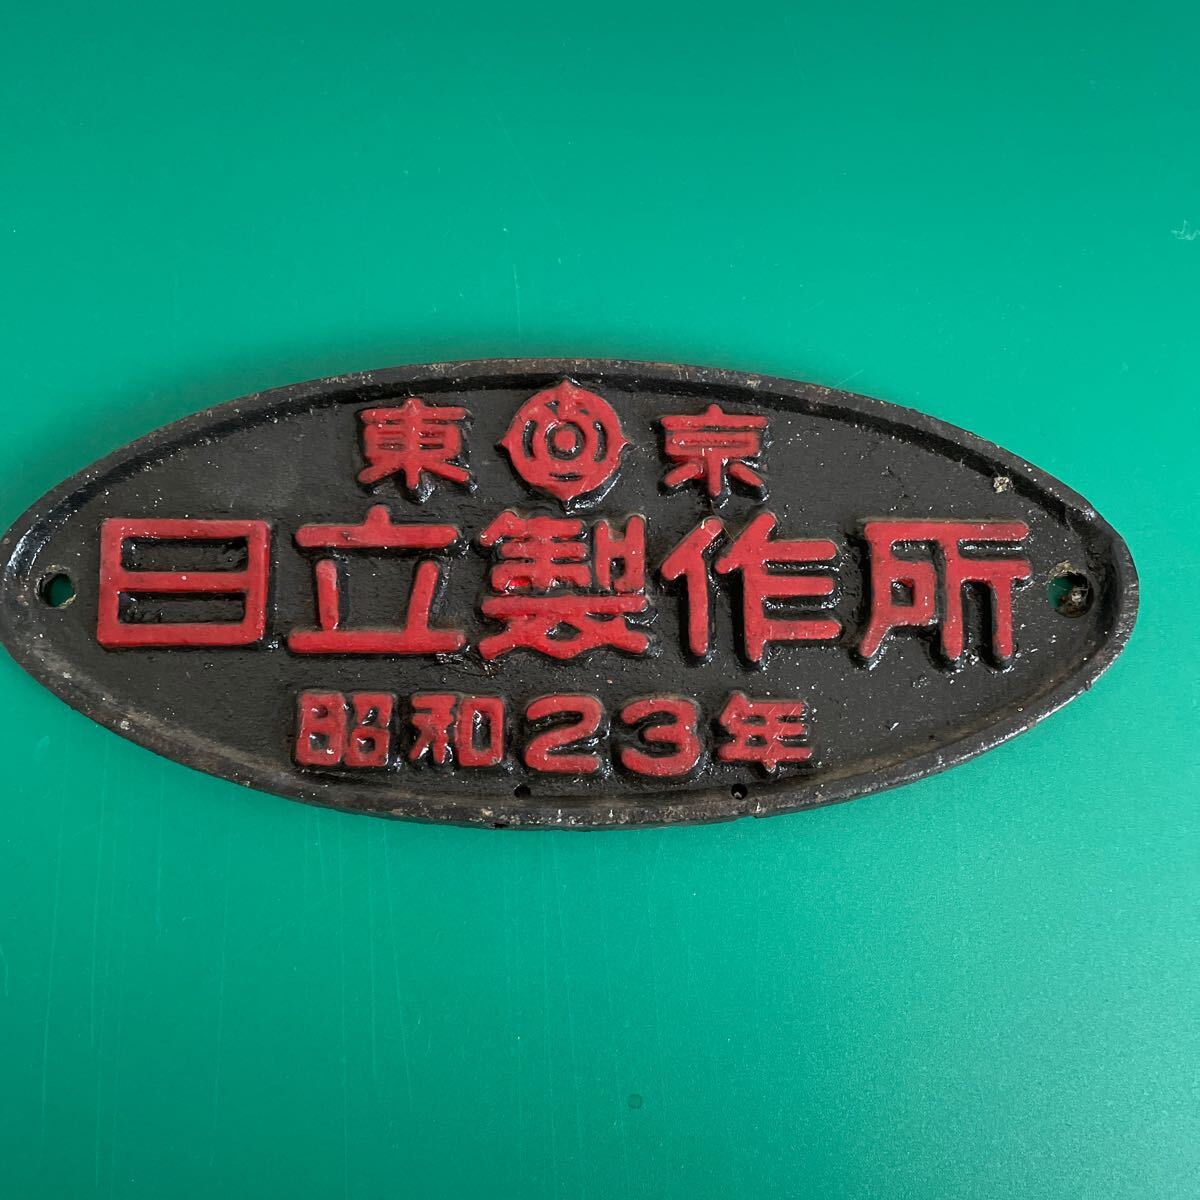 東京
日立製作所
昭和23年